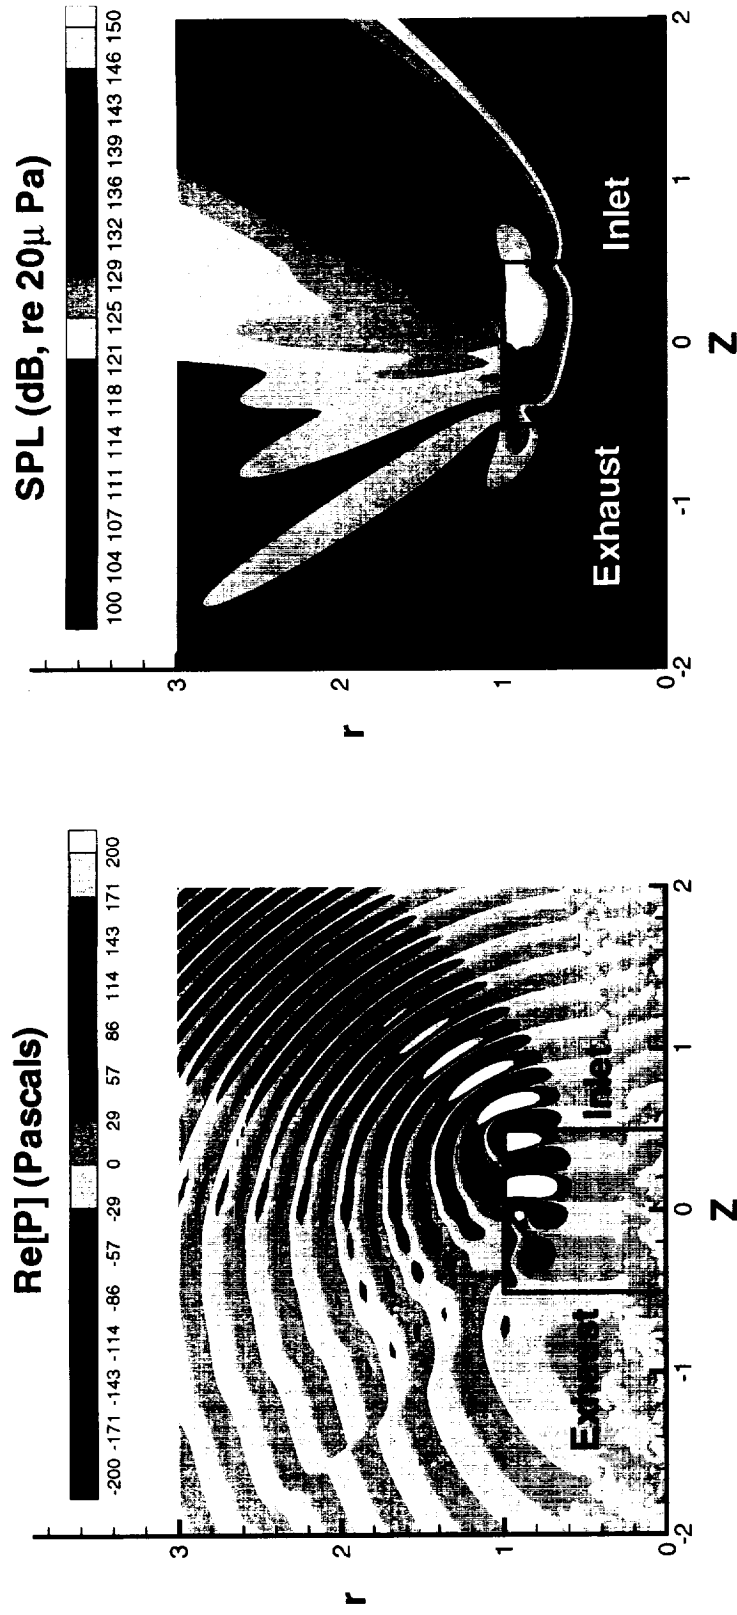 Re[P] (Pascals)
-200 -171 -143 -114 -86 -57 -29 0 29 57 86 114 143 171 200
3
2
1
0
r
Exhaust
Inlet
-2 -1 0 1 2
Z
SPL (dB, re 20μ Pa)
100 104 107 111 114 118 121 125 129 132 136 139 143 146 150
3
2
1
0
r
Exhaust
Inlet
-2 -1 0 1 2
Z